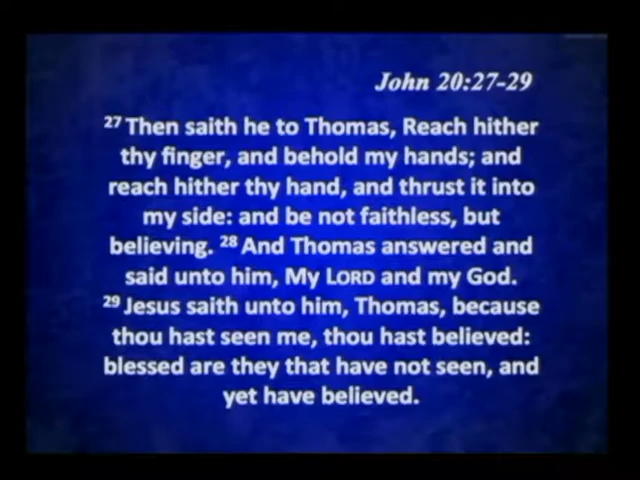 John 20:27-29
27 Then saith he to Thomas, Reach hither
thy finger, and behold my hands; and
reach hither thy hand, and thrust it into
my side: and be not faithless, but
believing. 28 And Thomas answered and
said unto him, My LORD and my God.
29 Jesus saith unto him, Thomas, because
thou hast seen me, thou hast believed:
blessed are they that have not seen, and
yet have believed.